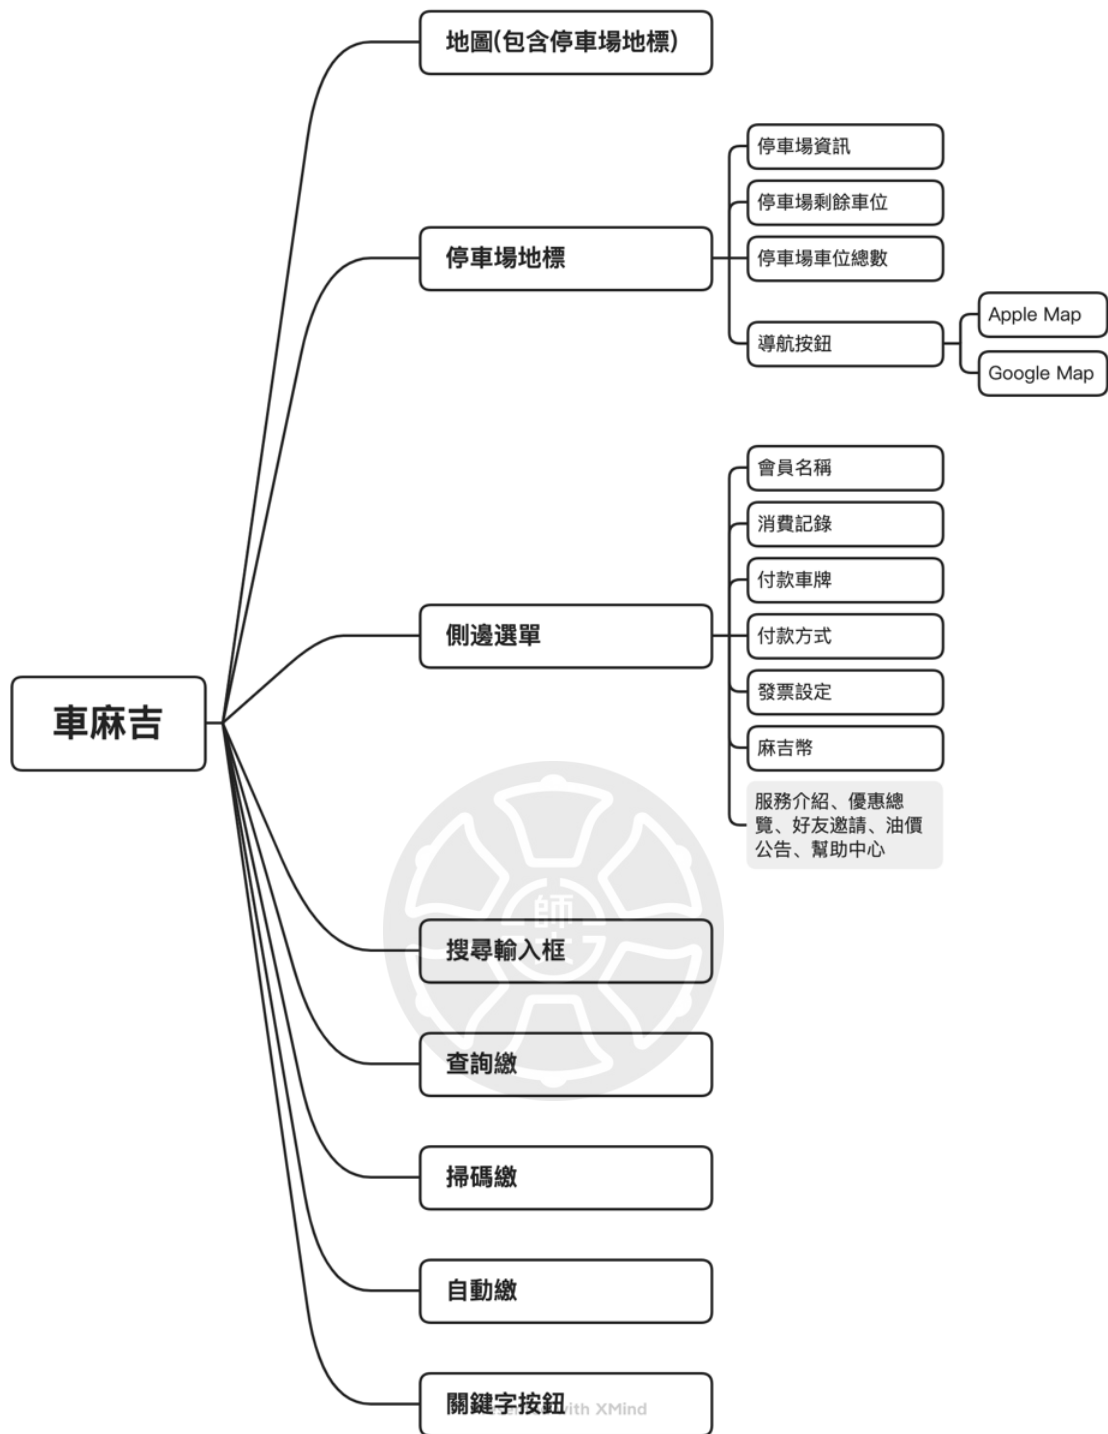 地圖(包含停車場地標)
停車場資訊
停車場剩餘車位
停車場地標
停車場車位總數
Apple Map
導航按鈕
Google Map
會員名稱
消費記錄
付款車牌
側邊選單
付款方式
發票設定
車麻吉
麻吉幣
服務介紹、優惠總
覽、好友邀請、油價
公告、幫助中心
師
大
搜尋輸入框
查詢繳
掃碼繳
自動繳
關鍵字按鈕
with XMind